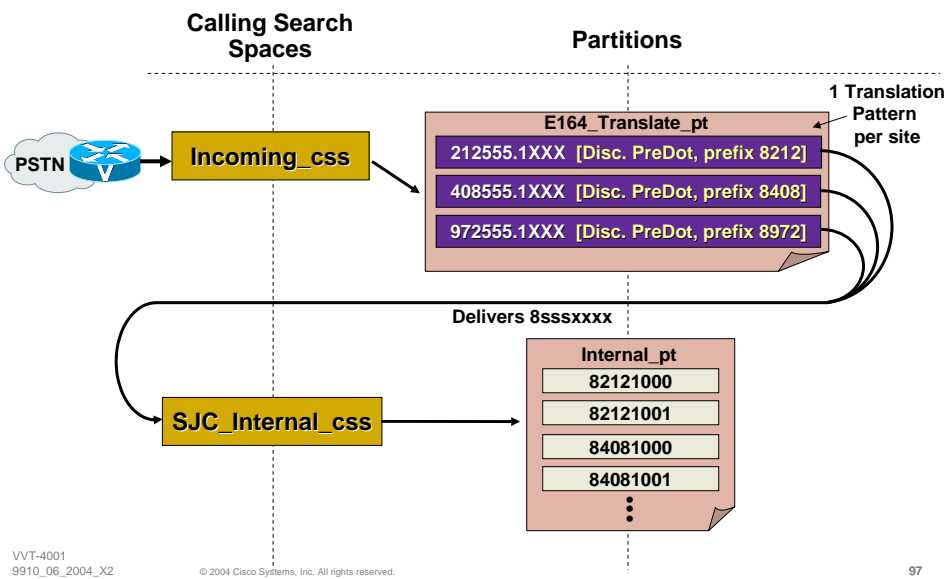 Calling Search
Spaces
Partitions
1 Translation
Pattern
per site
PSTN
V
Incoming_css
E164_Translate_pt
212555.1XXX [Disc. PreDot, prefix 8212]
408555.1XXX [Disc. PreDot, prefix 8408]
972555.1XXX [Disc. PreDot, prefix 8972]
Delivers 8sssxxxx
SJC_Internal_css
Internal_pt
82121000
82121001
84081000
84081001
VVT-4001
9910_06_2004_X2
© 2004 Cisco Systems, Inc. All rights reserved.
97